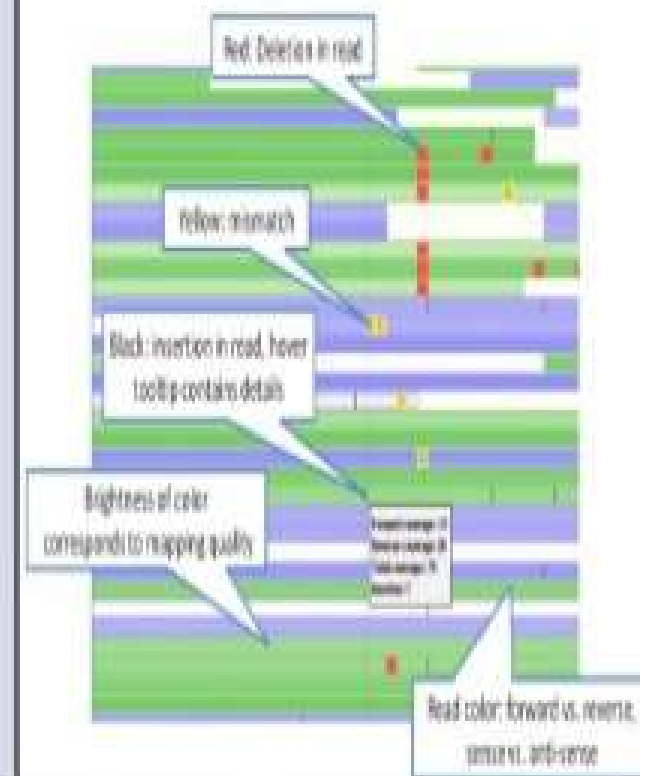 Red: Deletion in read
Yellow: mismatch
Black: insertion in read, hover
tooltip contains details
Brightness of color
corresponds to mapping quality
Read color: forward vs. reverse,
sense vs. anti-sense